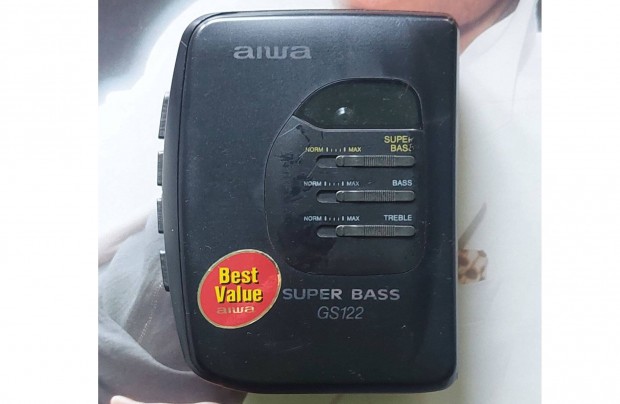 aiwa
SUPER
BASS
NORM MAX
NORM MAX BASS
NORM MAX TREBLE
Best
Value
aiwa
SUPER BASS
GS122